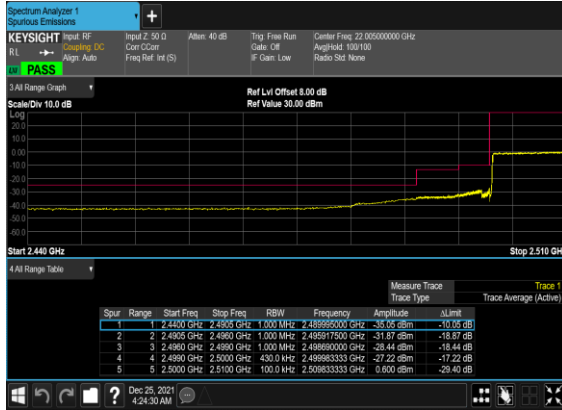 Spectrum Analyzer 1
Spurious Emissions
+
KEYSIGHT Input: RF Input Z: 50 Ω Atten: 40 dB Trig: Free Run Center Freq: 22.005000000 GHz
RL Coupling: DC Corr CCorr Gate: Off Avg|Hold: 100/100
Align: Auto Freq Ref: Int (S) IF Gain: Low Radio Std: None
PASS
3 All Range Graph Ref Lvl Offset 8.00 dB
Scale/Div 10.0 dB Ref Value 30.00 dBm
Log
20.0
10.0
0.00
-10.0
-20.0
-30.0
-40.0
-50.0
-60.0
Start 2.440 GHz Stop 2.510 GH
4 All Range Table
Measure Trace Trace 1
Trace Type Trace Average (Active)
Spur Range Start Freq Stop Freq RBW Frequency Amplitude ΔLimit
1 1 2.4400 GHz 2.4905 GHz 1.000 MHz 2.489995000 GHz -35.05 dBm -10.05 dB
2 2 2.4905 GHz 2.4960 GHz 1.000 MHz 2.495917500 GHz -31.87 dBm -18.87 dB
3 3 2.4960 GHz 2.4990 GHz 1.000 MHz 2.498690000 GHz -28.44 dBm -18.44 dB
4 4 2.4990 GHz 2.5000 GHz 430.0 kHz 2.499983333 GHz -27.22 dBm -17.22 dB
5 5 2.5000 GHz 2.5100 GHz 100.0 kHz 2.509833333 GHz 0.600 dBm -29.40 dB
? Dec 25, 2021
4:24:30 AM